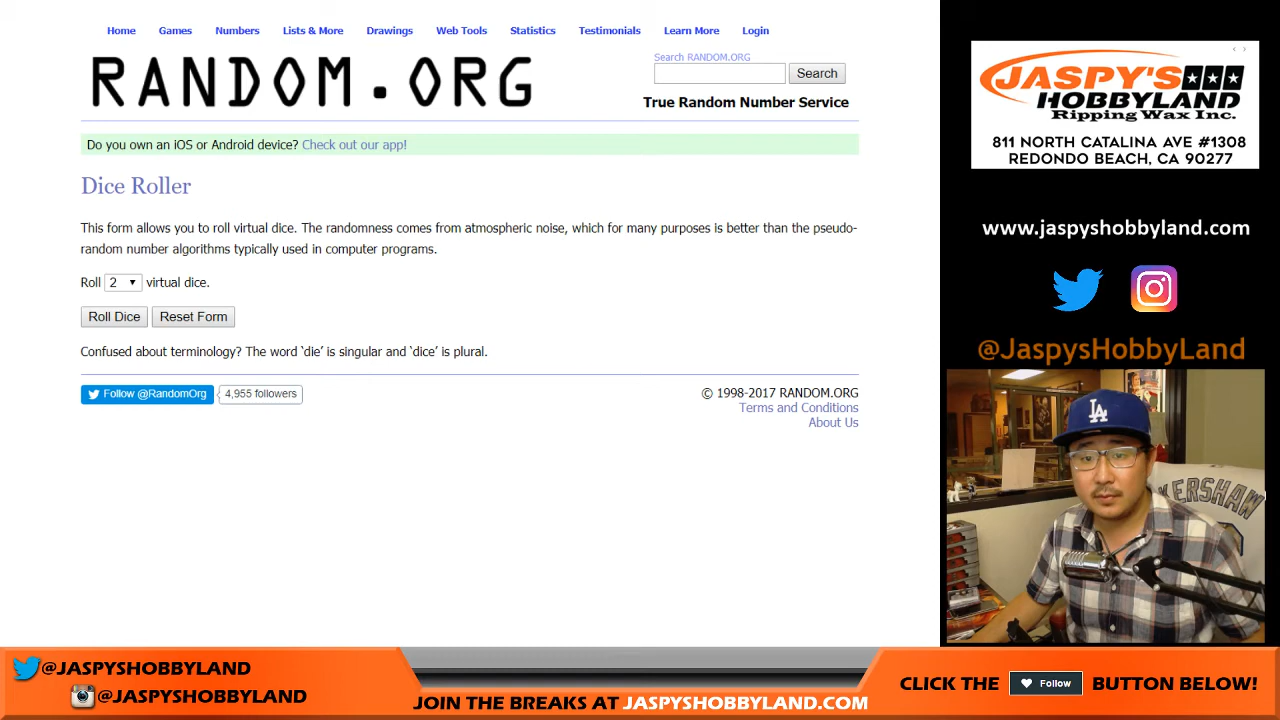 Home Games Numbers Lists & More Drawings Web Tools Statistics Testimonials Learn More Login
RANDOM.ORG
Search RANDOM.ORG
Search
True Random Number Service
Do you own an iOS or Android device? Check out our app!
Dice Roller
This form allows you to roll virtual dice. The randomness comes from atmospheric noise, which for many purposes is better than the pseudo-
random number algorithms typically used in computer programs.
Roll 2 virtual dice.
Roll Dice Reset Form
Confused about terminology? The word ‘die’ is singular and ‘dice’ is plural.
Follow @RandomOrg 4,955 followers
© 1998-2017 RANDOM.ORG
Terms and Conditions
About Us
JASPY'S
HOBBYLAND
Ripping Wax Inc.
811 NORTH CATALINA AVE #1308
REDONDO BEACH, CA 90277
www.jaspyshobbyland.com
@JaspysHobbyLand
LA
KERSHAW
@JASPYSHOBBYLAND
@JASPYSHOBBYLAND
JOIN THE BREAKS AT JASPYSHOBBYLAND.COM
CLICK THE Follow BUTTON BELOW!